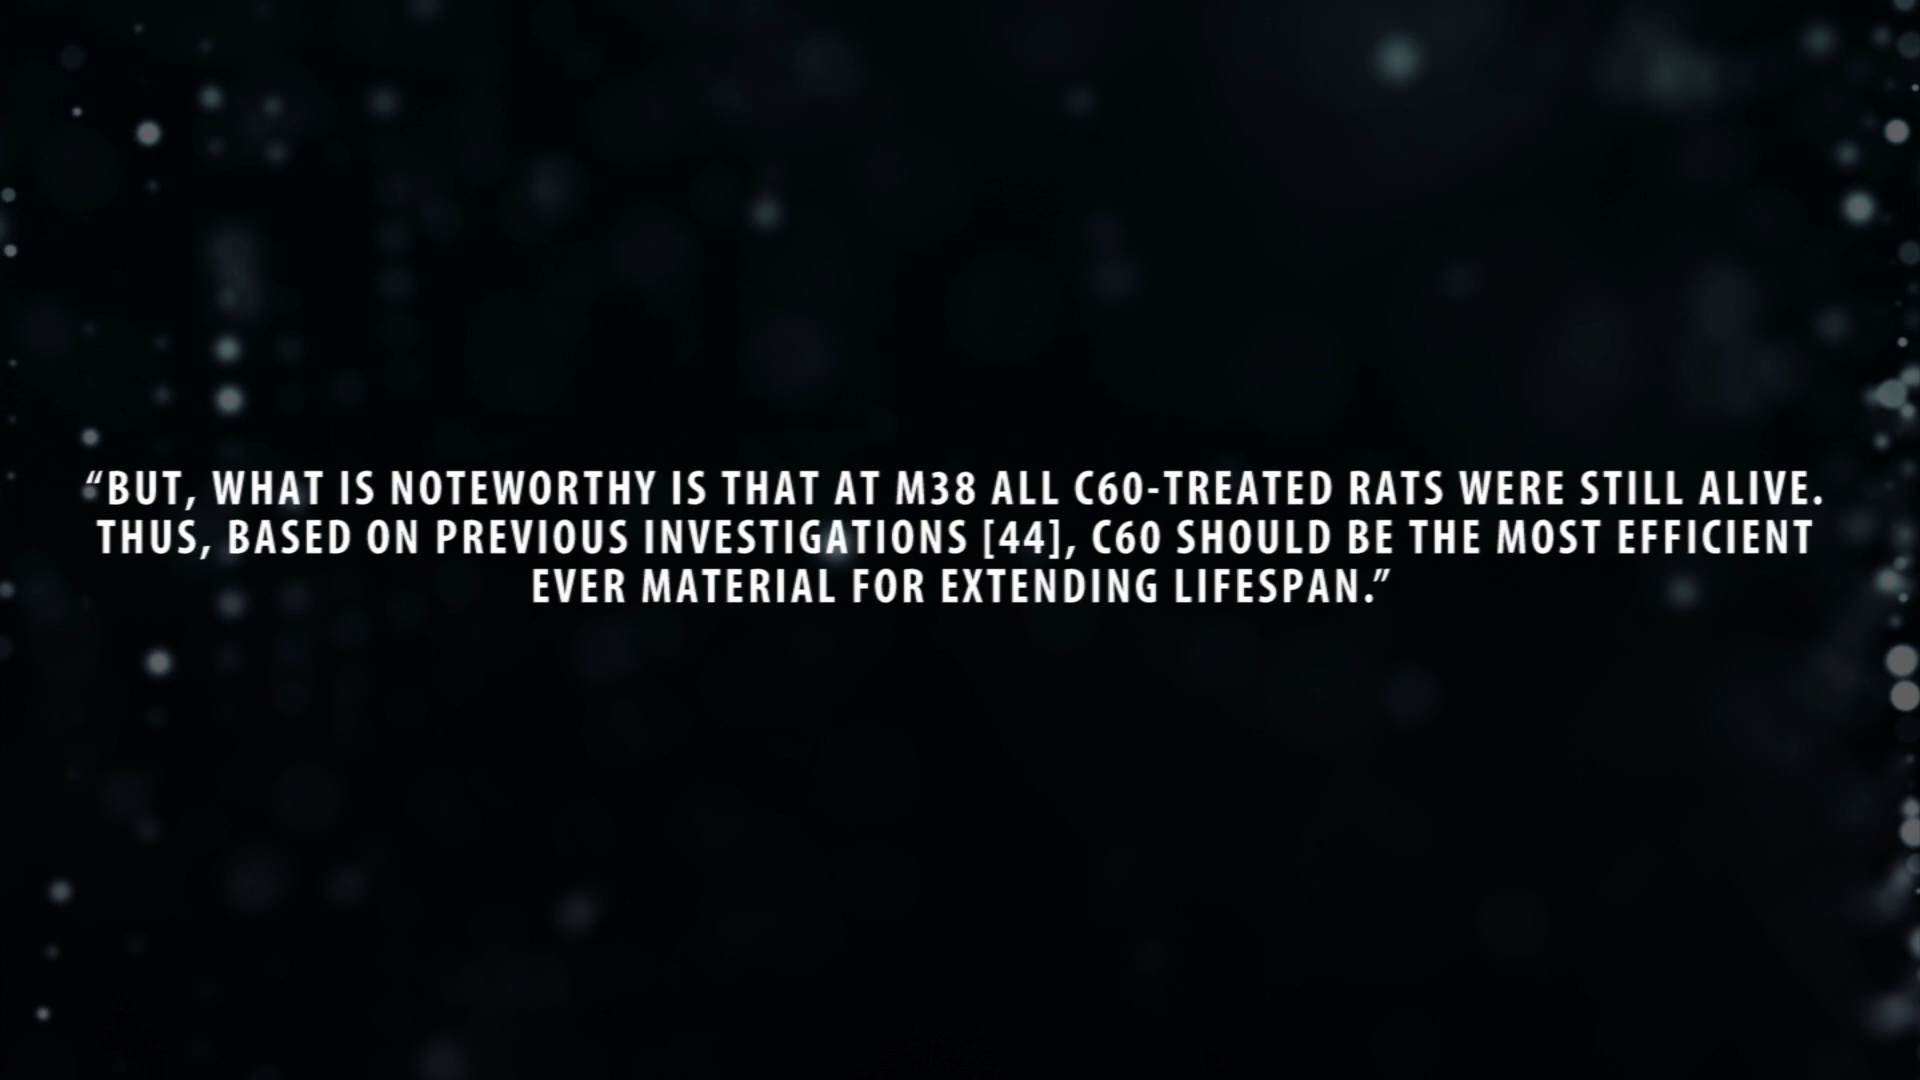 “BUT, WHAT IS NOTEWORTHY IS THAT AT M38 ALL C60-TREATED RATS WERE STILL ALIVE.
THUS, BASED ON PREVIOUS INVESTIGATIONS [44], C60 SHOULD BE THE MOST EFFICIENT
EVER MATERIAL FOR EXTENDING LIFESPAN.”